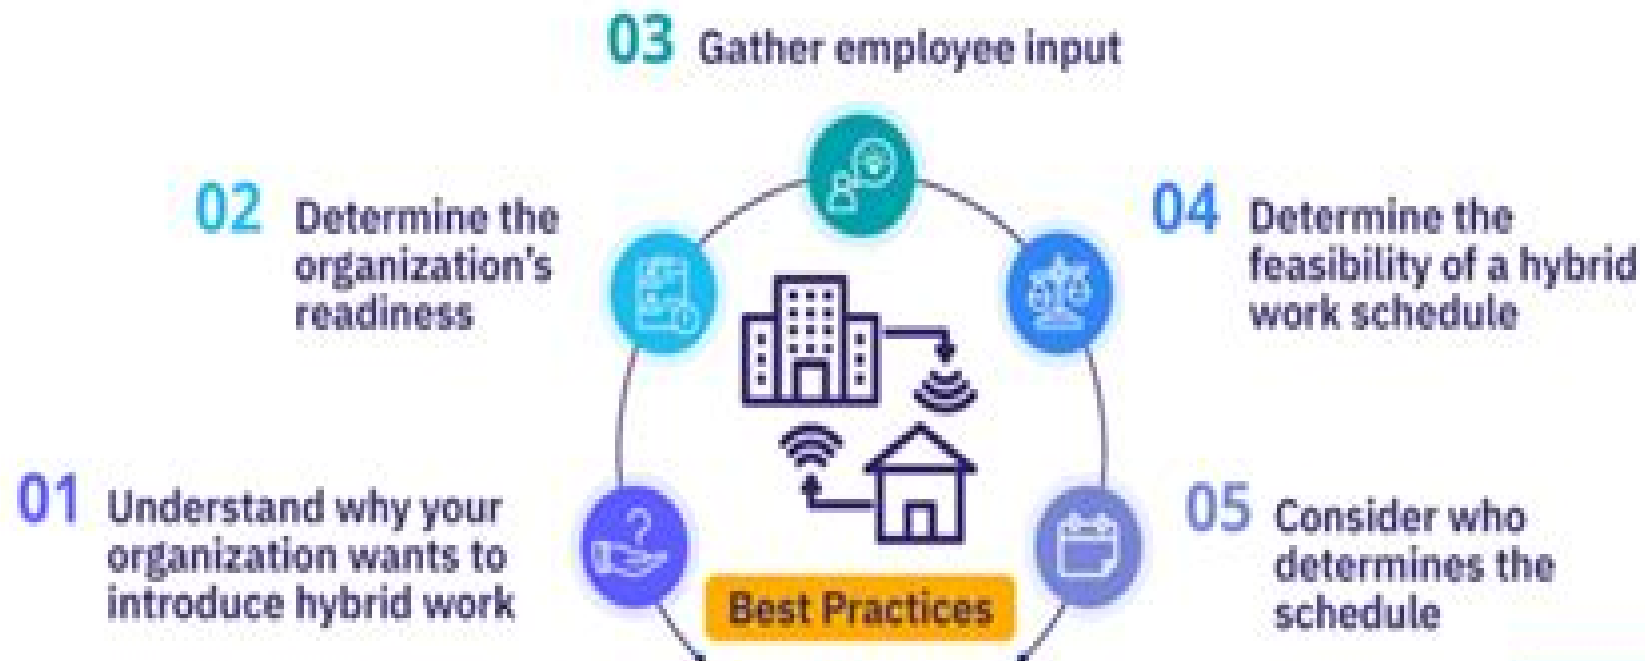 01 Understand why your
organization wants to
introduce hybrid work
02 Determine the
organization's
readiness
03 Gather employee input
04 Determine the
feasibility of a hybrid
work schedule
05 Consider who
determines the
schedule
Best Practices